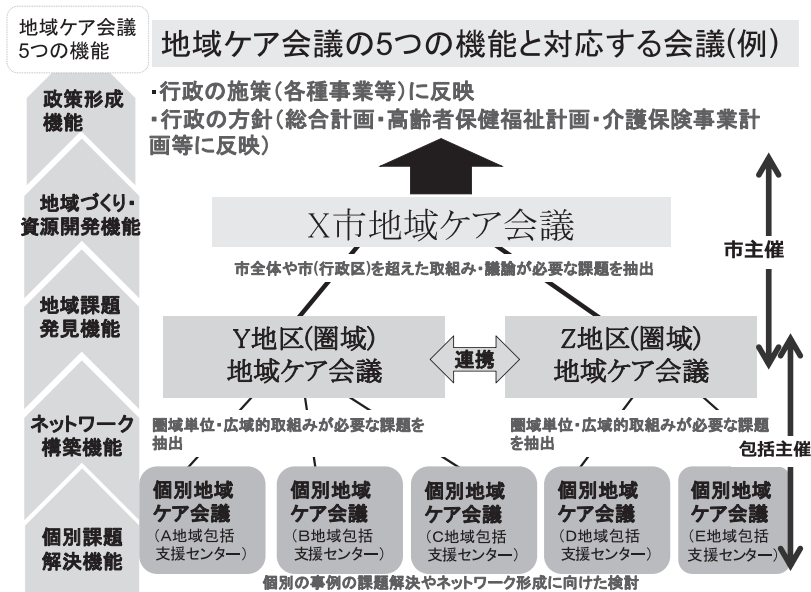 地域ケア会議
5つの機能
地域ケア会議の5つの機能と対応する会議(例)
政策形成
機能
・行政の施策(各種事業等)に反映
・行政の方針(総合計画・高齢者保健福祉計画・介護保険事業計
画等に反映)
地域づくり・
資源開発機能
X市地域ケア会議
市全体や市(行政区)を超えた取組み・議論が必要な課題を抽出
市主催
地域課題
発見機能
Y地区(圏域)
地域ケア会議
連携
Z地区(圏域)
地域ケア会議
ネットワーク
構築機能
圏域単位・広域的取組みが必要な課題を
抽出
圏域単位・広域的取組みが必要な課題
を抽出
包括主催
個別課題
解決機能
個別地域
ケア会議
(A地域包括
支援センター)
個別地域
ケア会議
(B地域包括
支援センター)
個別地域
ケア会議
(C地域包括
支援センター)
個別地域
ケア会議
(D地域包括
支援センター)
個別地域
ケア会議
(E地域包括
支援センター)
個別の事例の課題解決やネットワーク形成に向けた検討